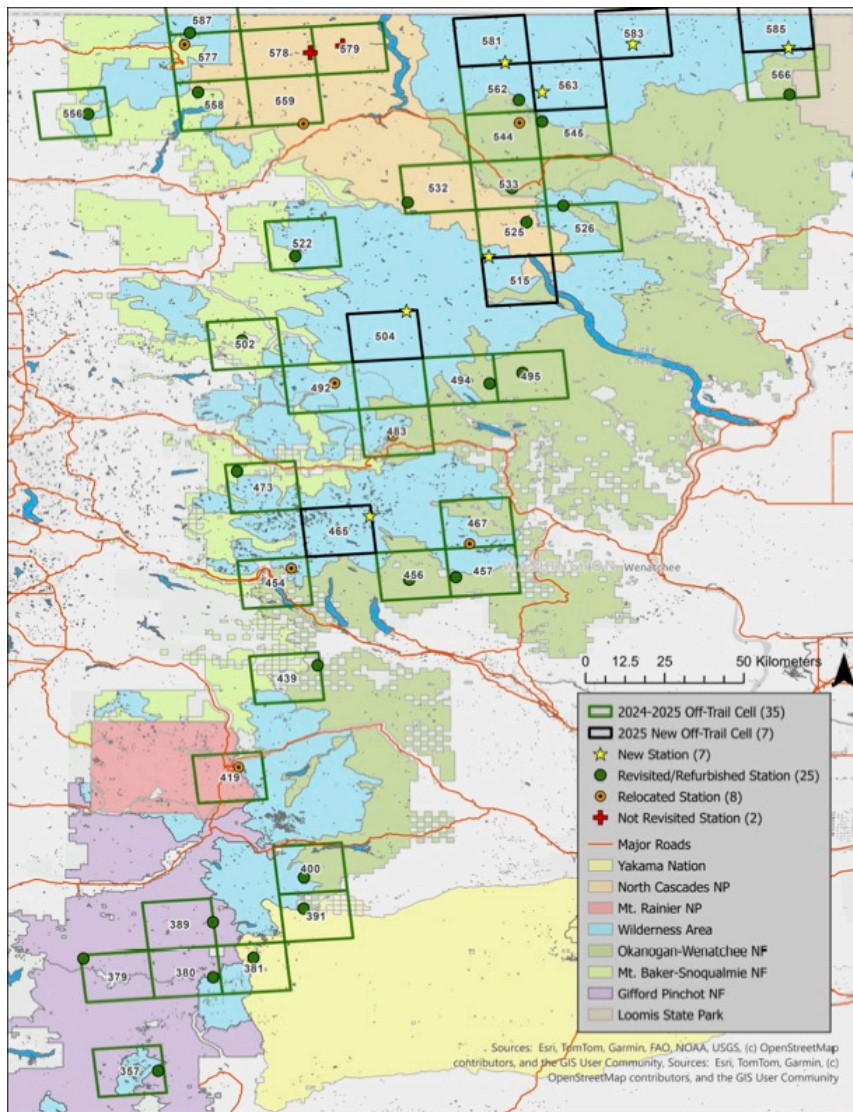 587
577
578
579
581
583
585
556
558
559
562
563
566
544
545
532
533
525
526
522
515
504
502
492
494
495
483
473
465
467
454
456
457
Wenatchee
439
N
0 12.5 25 50 Kilometers
419
400
391
389
379
380
381
357
2024-2025 Off-Trail Cell (35)
2025 New Off-Trail Cell (7)
New Station (7)
Revisited/Refurbished Station (25)
Relocated Station (8)
Not Revisited Station (2)
Major Roads
Yakama Nation
North Cascades NP
Mt. Rainier NP
Wilderness Area
Okanogan-Wenatchee NF
Mt. Baker-Snoqualmie NF
Gifford Pinchot NF
Loomis State Park
Sources: Esri, TomTom, Garmin, FAO, NOAA, USGS, (c) OpenStreetMap
contributors, and the GIS User Community, Sources: Esri, TomTom, Garmin, (c)
OpenStreetMap contributors, and the GIS User Community